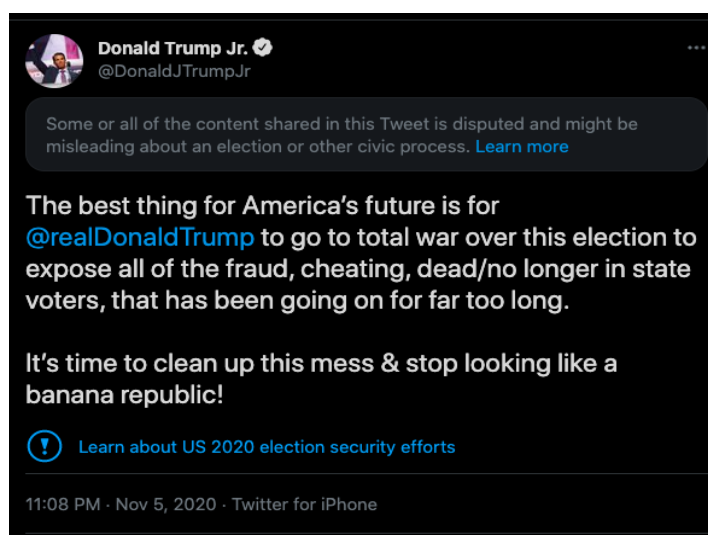 Donald Trump Jr.
@DonaldJTrumpJr
Some or all of the content shared in this Tweet is disputed and might be
misleading about an election or other civic process. Learn more
The best thing for America’s future is for
@realDonaldTrump to go to total war over this election to
expose all of the fraud, cheating, dead/no longer in state
voters, that has been going on for far too long.
It’s time to clean up this mess & stop looking like a
banana republic!
Learn about US 2020 election security efforts
11:08 PM · Nov 5, 2020 · Twitter for iPhone